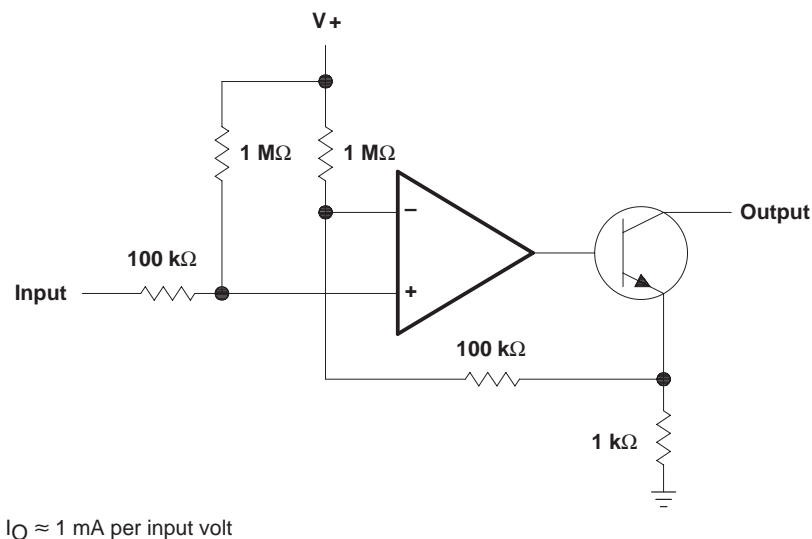 V+
1 MΩ
1 MΩ
−
Output
100 kΩ
Input
+
100 kΩ
1 kΩ
IO ≈ 1 mA per input volt